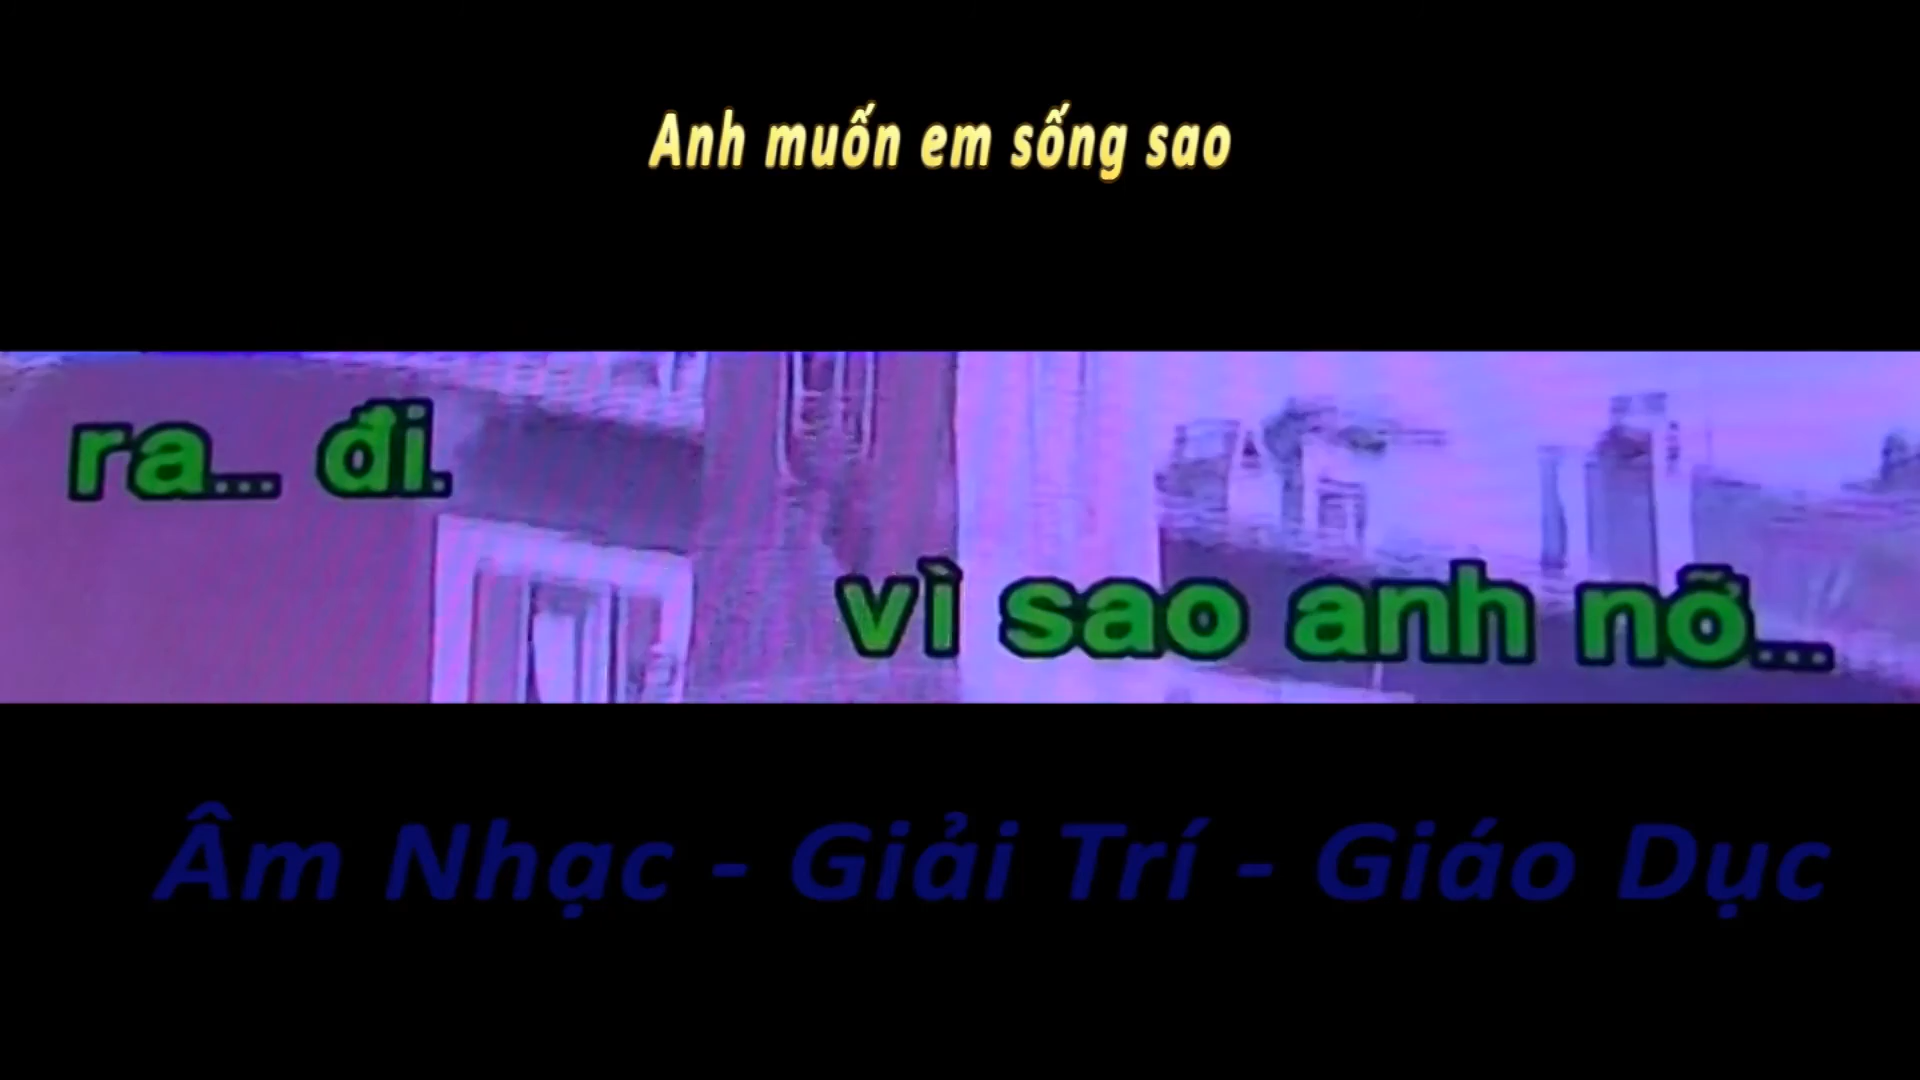 Anh muốn em sống sao
ra... đi.
vì sao anh nỡ...
Âm Nhạc - Giải Trí - Giáo Dục